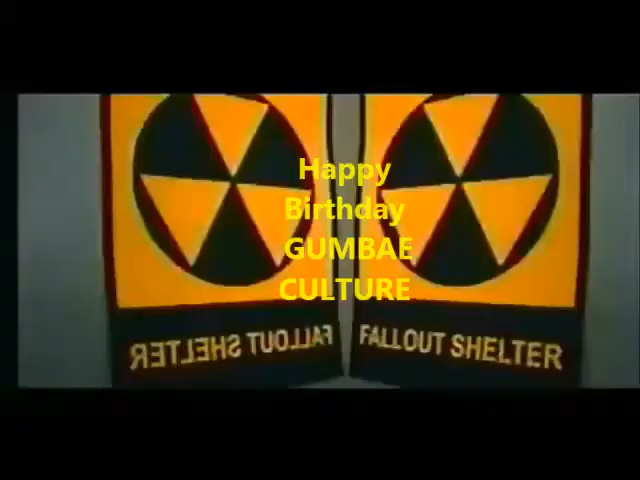 Happy
Birthday
GUMBAE
CULTURE
FALLOUT SHELTER
FALLOUT SHELTER